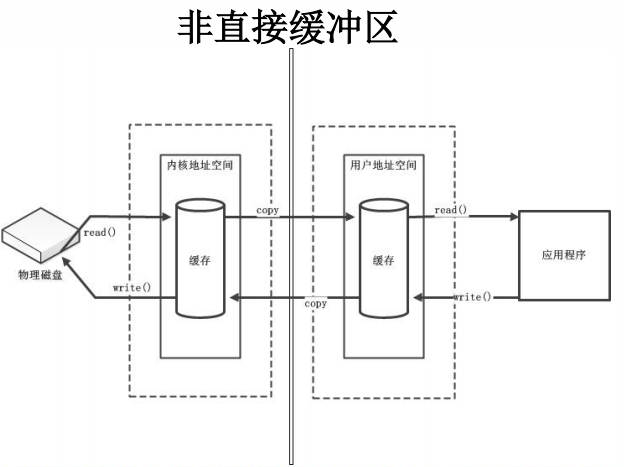 非直接缓冲区
内核地址空间
用户地址空间
copy
read()
read()
缓存
缓存
应用程序
物理磁盘
write()
copy
write()